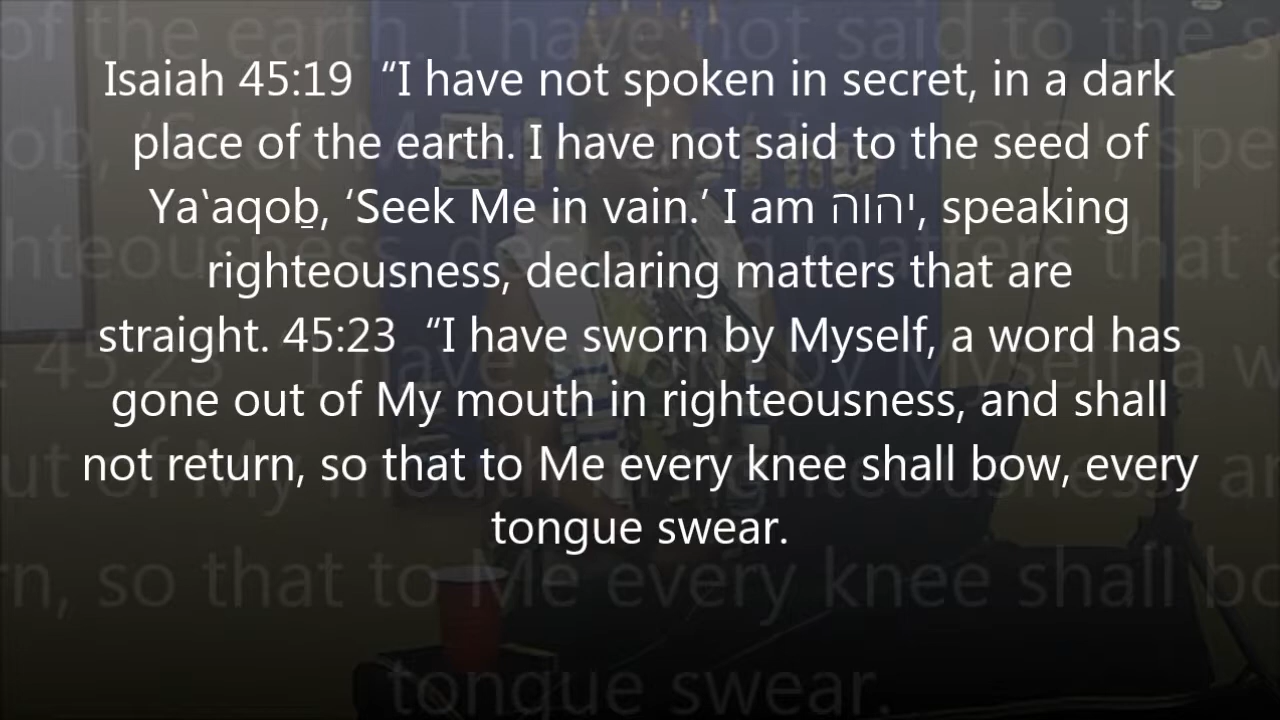 Isaiah 45:19  “I have not spoken in secret, in a dark
place of the earth. I have not said to the seed of
Ya‛aqoḇ, ‘Seek Me in vain.’ I am יהוה, speaking
righteousness, declaring matters that are
straight. 45:23  “I have sworn by Myself, a word has
gone out of My mouth in righteousness, and shall
not return, so that to Me every knee shall bow, every
tongue swear.